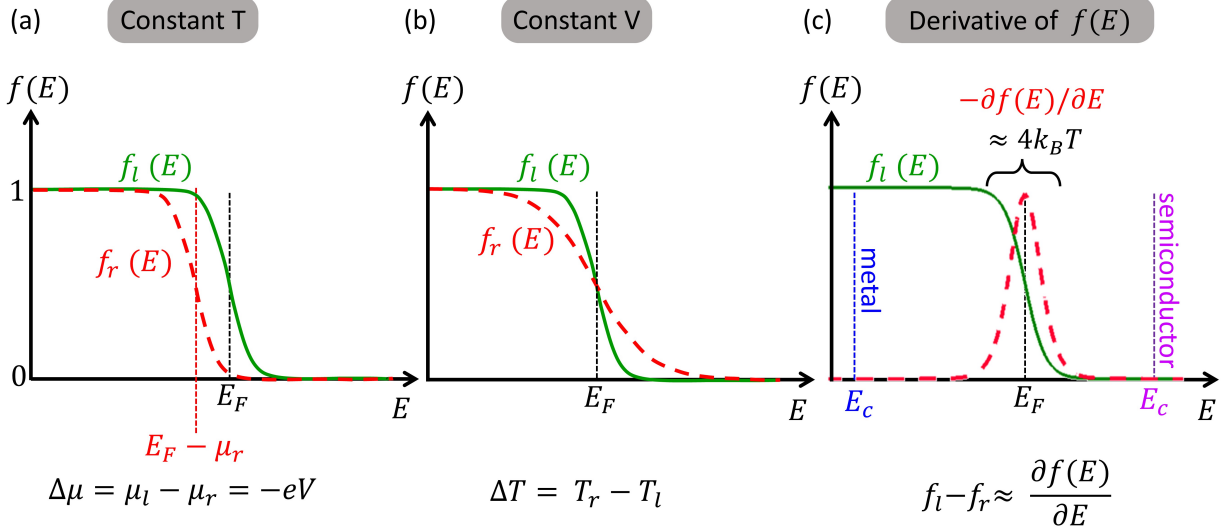 (a) Constant T
f(E)
f_l (E)
1
f_r (E)
0
E_F
E
E_F − μ_r
Δμ = μ_l − μ_r = −eV
(b) Constant V
f(E)
f_l (E)
f_r (E)
E_F
E
ΔT = T_r − T_l
(c) Derivative of f(E)
f(E)
−∂f(E)/∂E
≈ 4k_BT
f_l (E)
metal
semiconductor
E_c
E_F
E_c
E
f_l−f_r≈ ∂f(E)/∂E